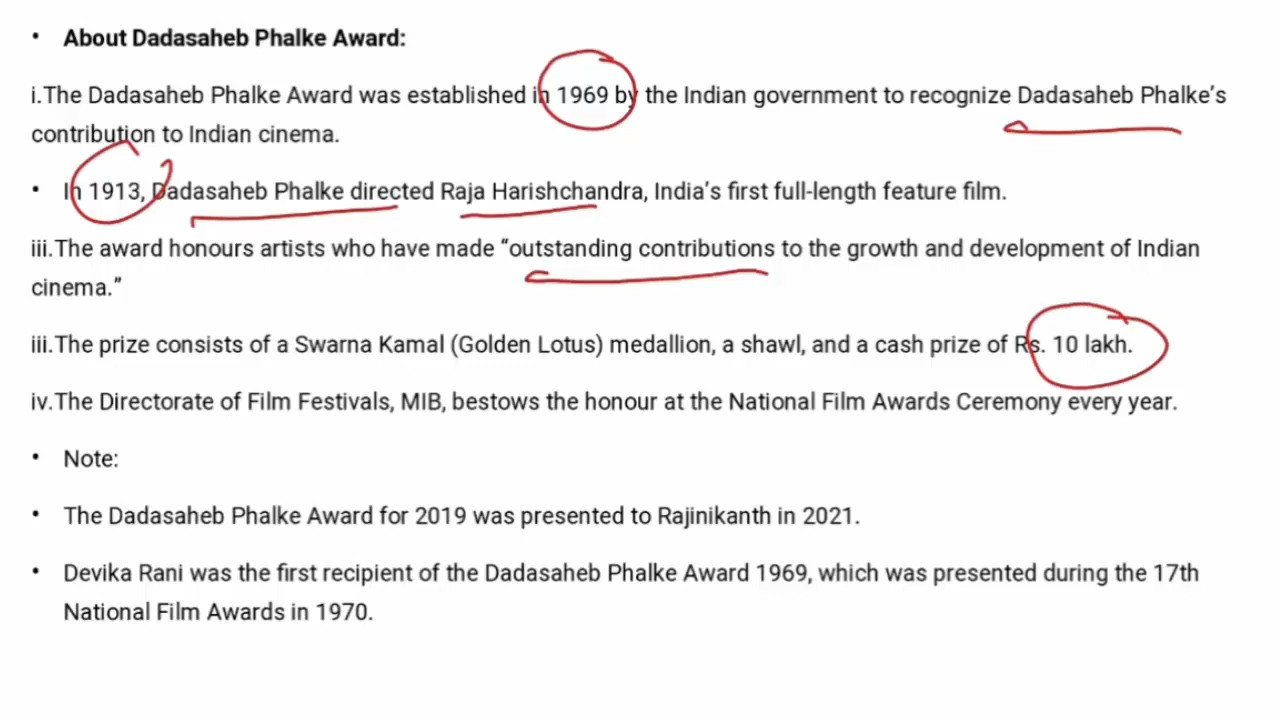 • About Dadasaheb Phalke Award:
i.The Dadasaheb Phalke Award was established in 1969 by the Indian government to recognize Dadasaheb Phalke’s
contribution to Indian cinema.
• In 1913, Dadasaheb Phalke directed Raja Harishchandra, India’s first full-length feature film.
iii.The award honours artists who have made “outstanding contributions to the growth and development of Indian
cinema.”
iii.The prize consists of a Swarna Kamal (Golden Lotus) medallion, a shawl, and a cash prize of Rs. 10 lakh.
iv.The Directorate of Film Festivals, MIB, bestows the honour at the National Film Awards Ceremony every year.
• Note:
• The Dadasaheb Phalke Award for 2019 was presented to Rajinikanth in 2021.
• Devika Rani was the first recipient of the Dadasaheb Phalke Award 1969, which was presented during the 17th
National Film Awards in 1970.